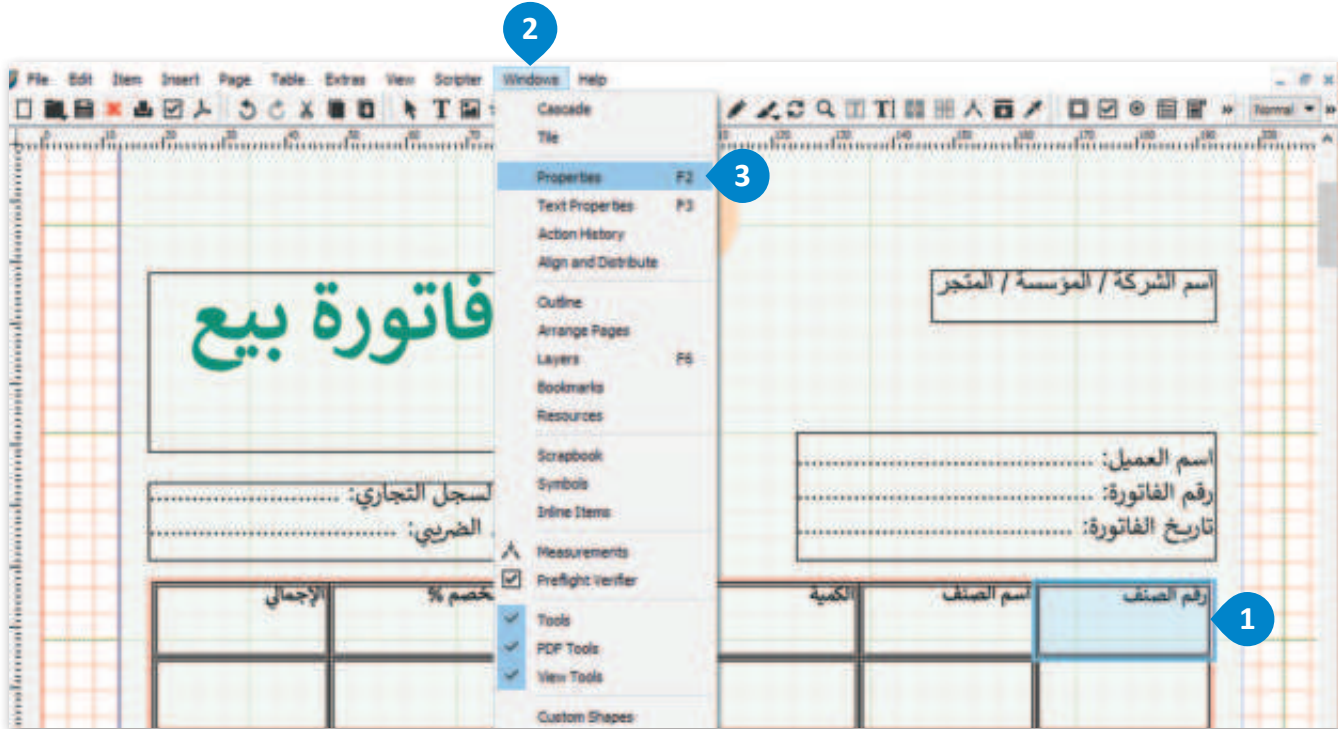 2
File Edit Item Insert Page Table Extras View Scripter Windows Help
Normal
Cascade
Tile
Properties F2
3
Text Properties F3
Action History
Align and Distribute
Outline
Arrange Pages
Layers F6
Bookmarks
Resources
Scrapbook
Symbols
Inline Items
Measurements
Preflight Verifier
Tools
PDF Tools
View Tools
Custom Shapes
اسم الشركة / المؤسسة / المتجر
فاتورة بيع
اسم العميل: ..........................................
رقم الفاتورة: ..........................................
تاريخ الفاتورة: ..........................................
السجل التجاري: ........................
الضريبي: ................................
رقم الصنف
اسم الصنف
الكمية
خصم %
الإجمالي
1